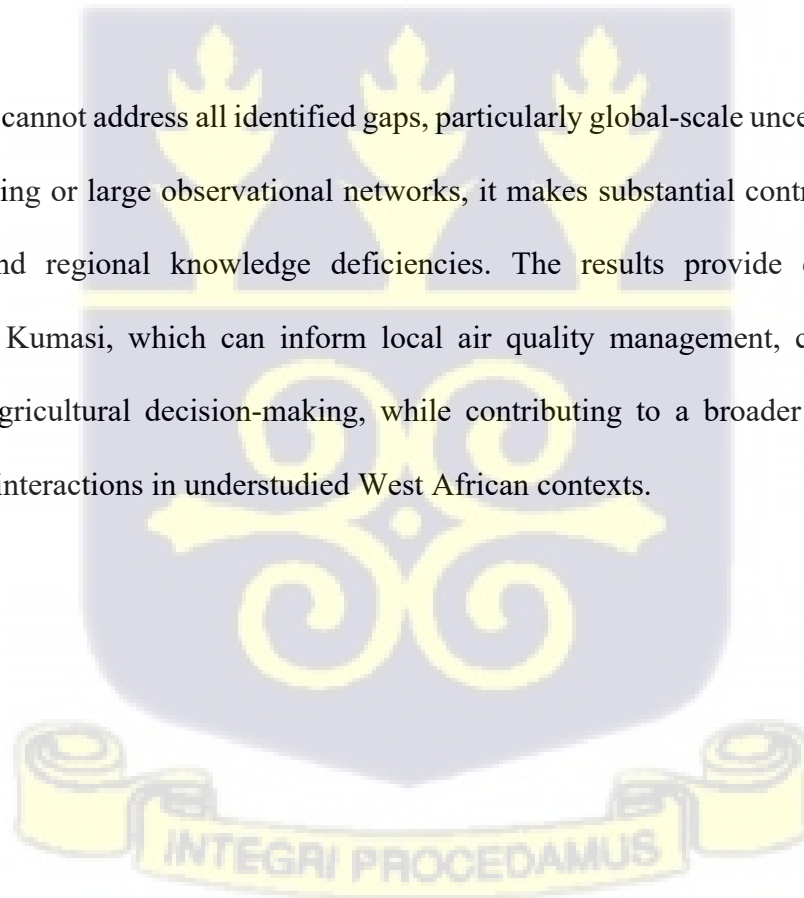 cannot address all identified gaps, particularly global-scale unce
ing or large observational networks, it makes substantial contr
nd regional knowledge deficiencies. The results provide
Kumasi, which can inform local air quality management, c
gricultural decision-making, while contributing to a broader
interactions in understudied West African contexts.
INTEGRI PROCEDAMUS